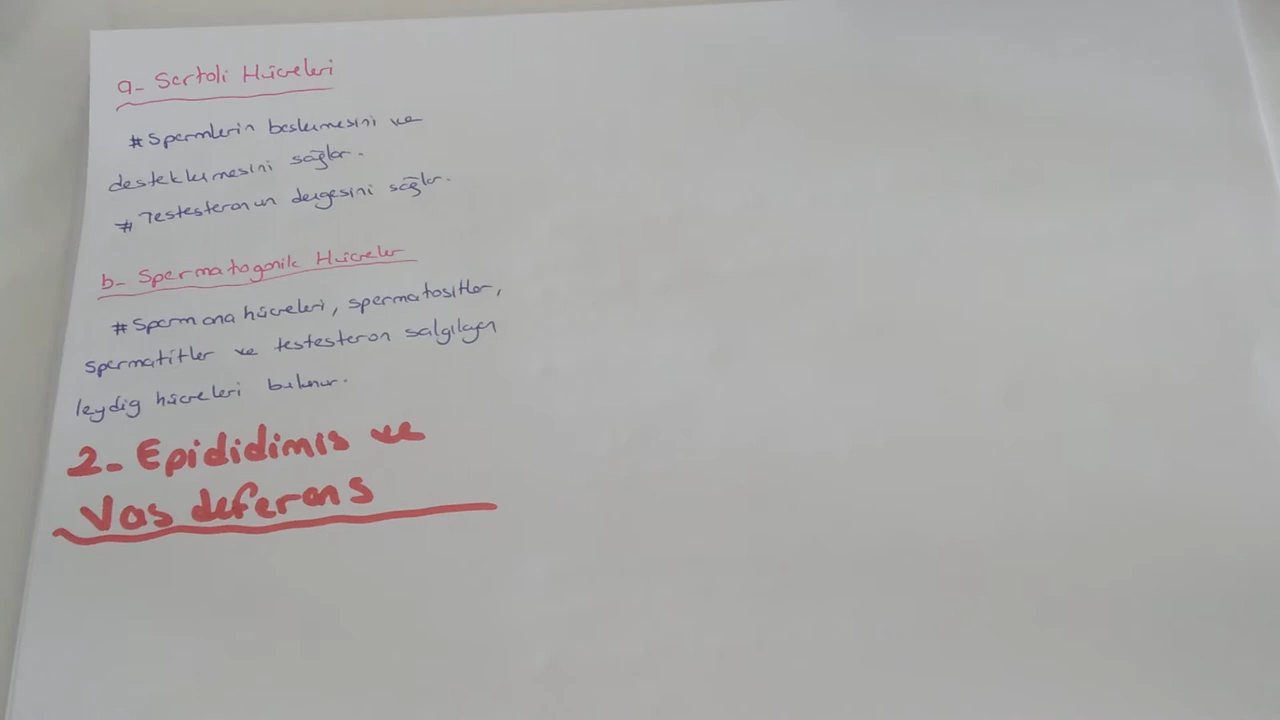 a- Sertoli Hücreleri
# Spermlerin beslenmesini ve
desteklenmesini sağlar.
# Testesteronun dengesini sağlar.
b- Spermatogonik Hücreler
# Sperm ana hücreleri, spermatositler,
spermatitler ve testesteron salgılayan
leydig hücreleri bulunur.
2- Epididimis ve
Vas deferens